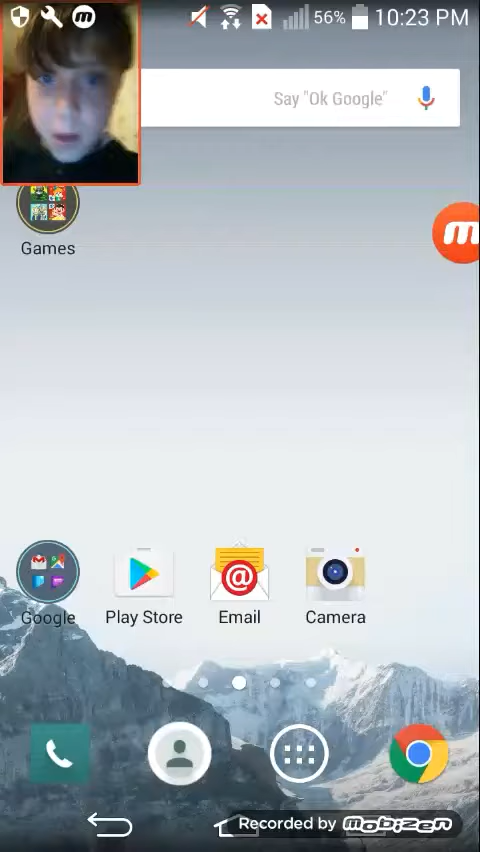 56% 10:23 PM
Say "Ok Google"
Games
Google
Play Store
Email
Camera
Recorded by mobizen